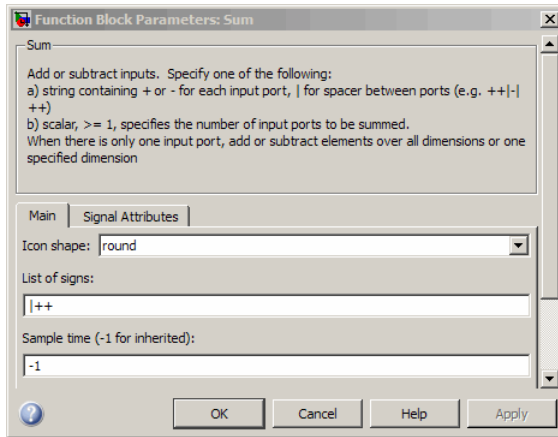 Function Block Parameters: Sum
Sum
Add or subtract inputs. Specify one of the following:
a) string containing + or - for each input port, | for spacer between ports (e.g. ++|-|
++)
b) scalar, >= 1, specifies the number of input ports to be summed.
When there is only one input port, add or subtract elements over all dimensions or one
specified dimension
Main Signal Attributes
Icon shape: round
List of signs:
|++
Sample time (-1 for inherited):
-1
OK Cancel Help Apply